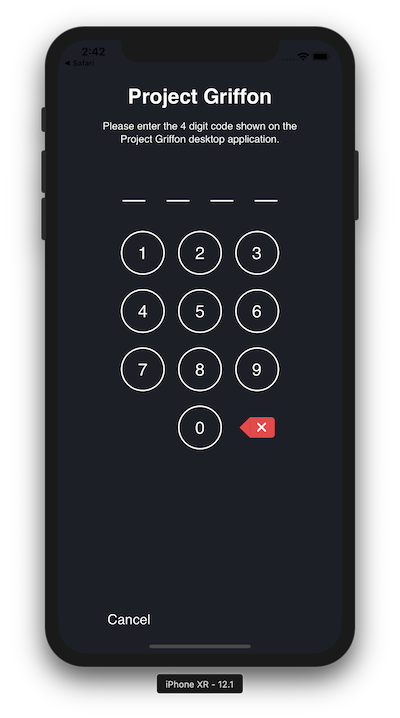 2:42
◀ Safari
Project Griffon
Please enter the 4 digit code shown on the
Project Griffon desktop application.
1 2 3
4 5 6
7 8 9
0
Cancel
iPhone XR - 12.1